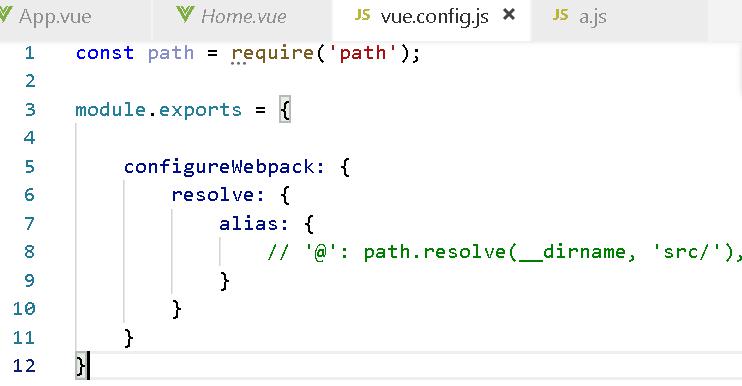 App.vue Home.vue JS vue.config.js × JS a.js
1 const path = require('path');
2
3 module.exports = {
4
5 configureWebpack: {
6 resolve: {
7 alias: {
8 // '@': path.resolve(__dirname, 'src/'),
9 }
10 }
11 }
12 }